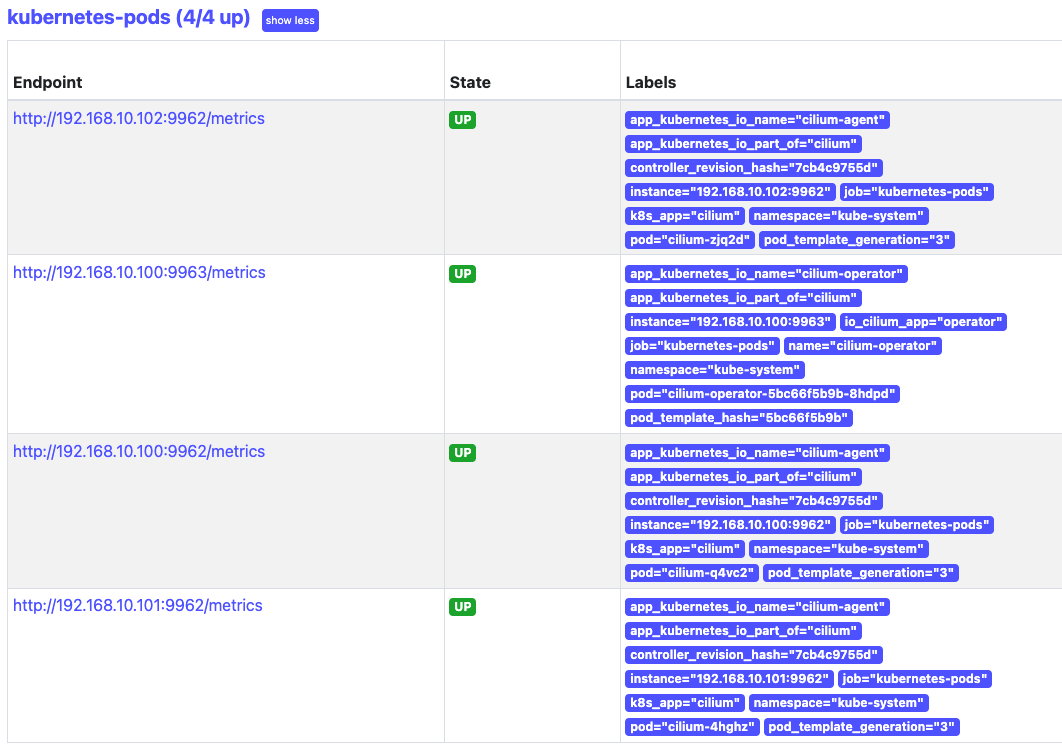 kubernetes-pods (4/4 up) show less
Endpoint State Labels
http://192.168.10.102:9962/metrics UP app_kubernetes_io_name="cilium-agent"
app_kubernetes_io_part_of="cilium"
controller_revision_hash="7cb4c9755d"
instance="192.168.10.102:9962" job="kubernetes-pods"
k8s_app="cilium" namespace="kube-system"
pod="cilium-zjq2d" pod_template_generation="3"
http://192.168.10.100:9963/metrics UP app_kubernetes_io_name="cilium-operator"
app_kubernetes_io_part_of="cilium"
instance="192.168.10.100:9963" io_cilium_app="operator"
job="kubernetes-pods" name="cilium-operator"
namespace="kube-system"
pod="cilium-operator-5bc66f5b9b-8hdpd"
pod_template_hash="5bc66f5b9b"
http://192.168.10.100:9962/metrics UP app_kubernetes_io_name="cilium-agent"
app_kubernetes_io_part_of="cilium"
controller_revision_hash="7cb4c9755d"
instance="192.168.10.100:9962" job="kubernetes-pods"
k8s_app="cilium" namespace="kube-system"
pod="cilium-q4vc2" pod_template_generation="3"
http://192.168.10.101:9962/metrics UP app_kubernetes_io_name="cilium-agent"
app_kubernetes_io_part_of="cilium"
controller_revision_hash="7cb4c9755d"
instance="192.168.10.101:9962" job="kubernetes-pods"
k8s_app="cilium" namespace="kube-system"
pod="cilium-4hghz" pod_template_generation="3"